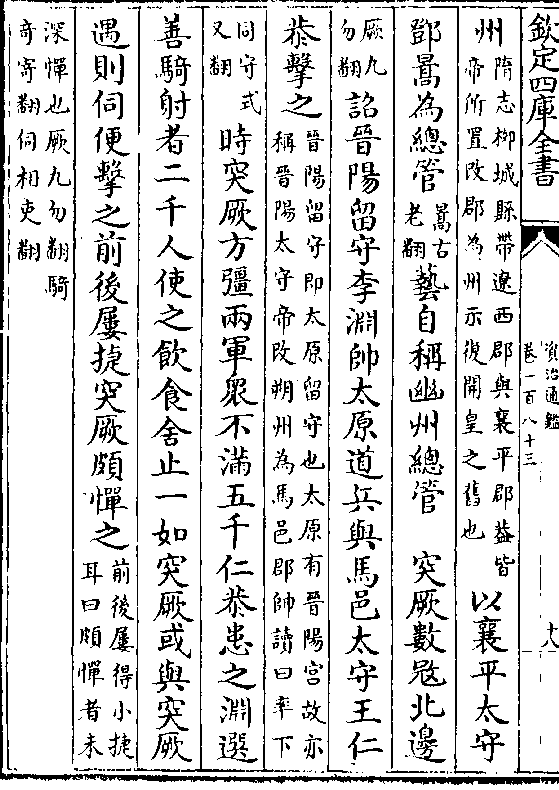 欽定四庫全書
資治通鑑
卷一百八十三
十八
州
隋志柳城縣帶遼西郡與襄平郡蓋皆
帝所置改郡為州示復開皇之舊也
以襄平太守
鄧暠為總管
暠古
老翻
藝自稱幽州總管　突厥數宼北邊
厥九
勿翻
詔晉陽留守李淵帥太原道兵與馬邑太守王仁
恭擊之
晉陽留守即太原留守也太原有晉陽宮故亦
稱晉陽太守帝改朔州為馬邑郡帥讀曰率下
同守式
又翻
時突厥方彊兩軍衆不滿五千仁恭患之淵選
善騎射者二千人使之飲食舍止一如突厥或與突厥
遇則伺便擊之前後屢捷突厥頗憚之
前後屢得小捷
耳曰頗憚者未
深憚也厥九勿翻騎
奇寄翻伺相吏翻